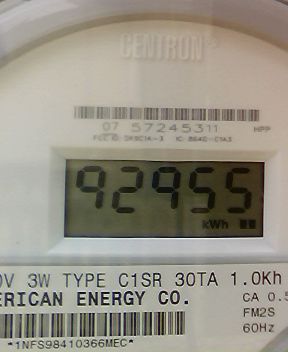 CENTRON®
07 57245311 HPP
92955
kWh
0V 3W TYPE C1SR 30TA 1.0Kh
ERICAN ENERGY CO.
CA 0.5
FM2S
60Hz
*1NFS98410366MEC*